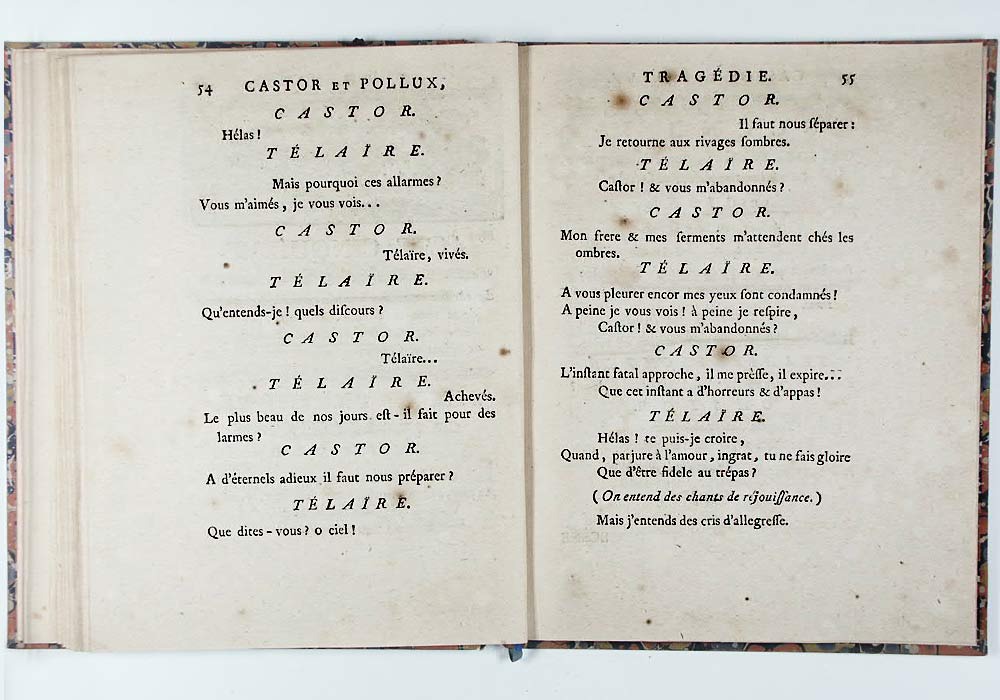 54 CASTOR ET POLLUX,
CASTOR.
Hélas !
TÉLAÏRE.
Mais pourquoi ces allarmes ?
Vous m'aimés, je vous vois...
CASTOR.
Télaïre, vivés.
TÉLAÏRE.
Qu'entends-je ! quels diſcours ?
CASTOR.
Télaïre...
TÉLAÏRE.
Achevés.
Le plus beau de nos jours eſt-il fait pour des
larmes ?
CASTOR.
A d'éternels adieux il faut nous préparer ?
TÉLAÏRE.
Que dites-vous ? o ciel !
TRAGÉDIE. 55
CASTOR.
Il faut nous ſéparer :
Je retourne aux rivages ſombres.
TÉLAÏRE.
Caſtor ! & vous m'abandonnés ?
CASTOR.
Mon frere & mes ſerments m'attendent chés les
ombres.
TÉLAÏRE.
A vous pleurer encor mes yeux ſont condamnés !
A peine je vous vois ! à peine je reſpire,
Caſtor ! & vous m'abandonnés ?
CASTOR.
L'inſtant fatal approche, il me prèſſe, il expire...
Que cet inſtant a d'horreurs & d'appas !
TÉLAÏRE.
Hélas ! te puis-je croire,
Quand, parjure à l'amour, ingrat, tu ne fais gloire
Que d'être fidele au trépas ?
( On entend des chants de réjouiſſance. )
Mais j'entends des cris d'allegreſſe.